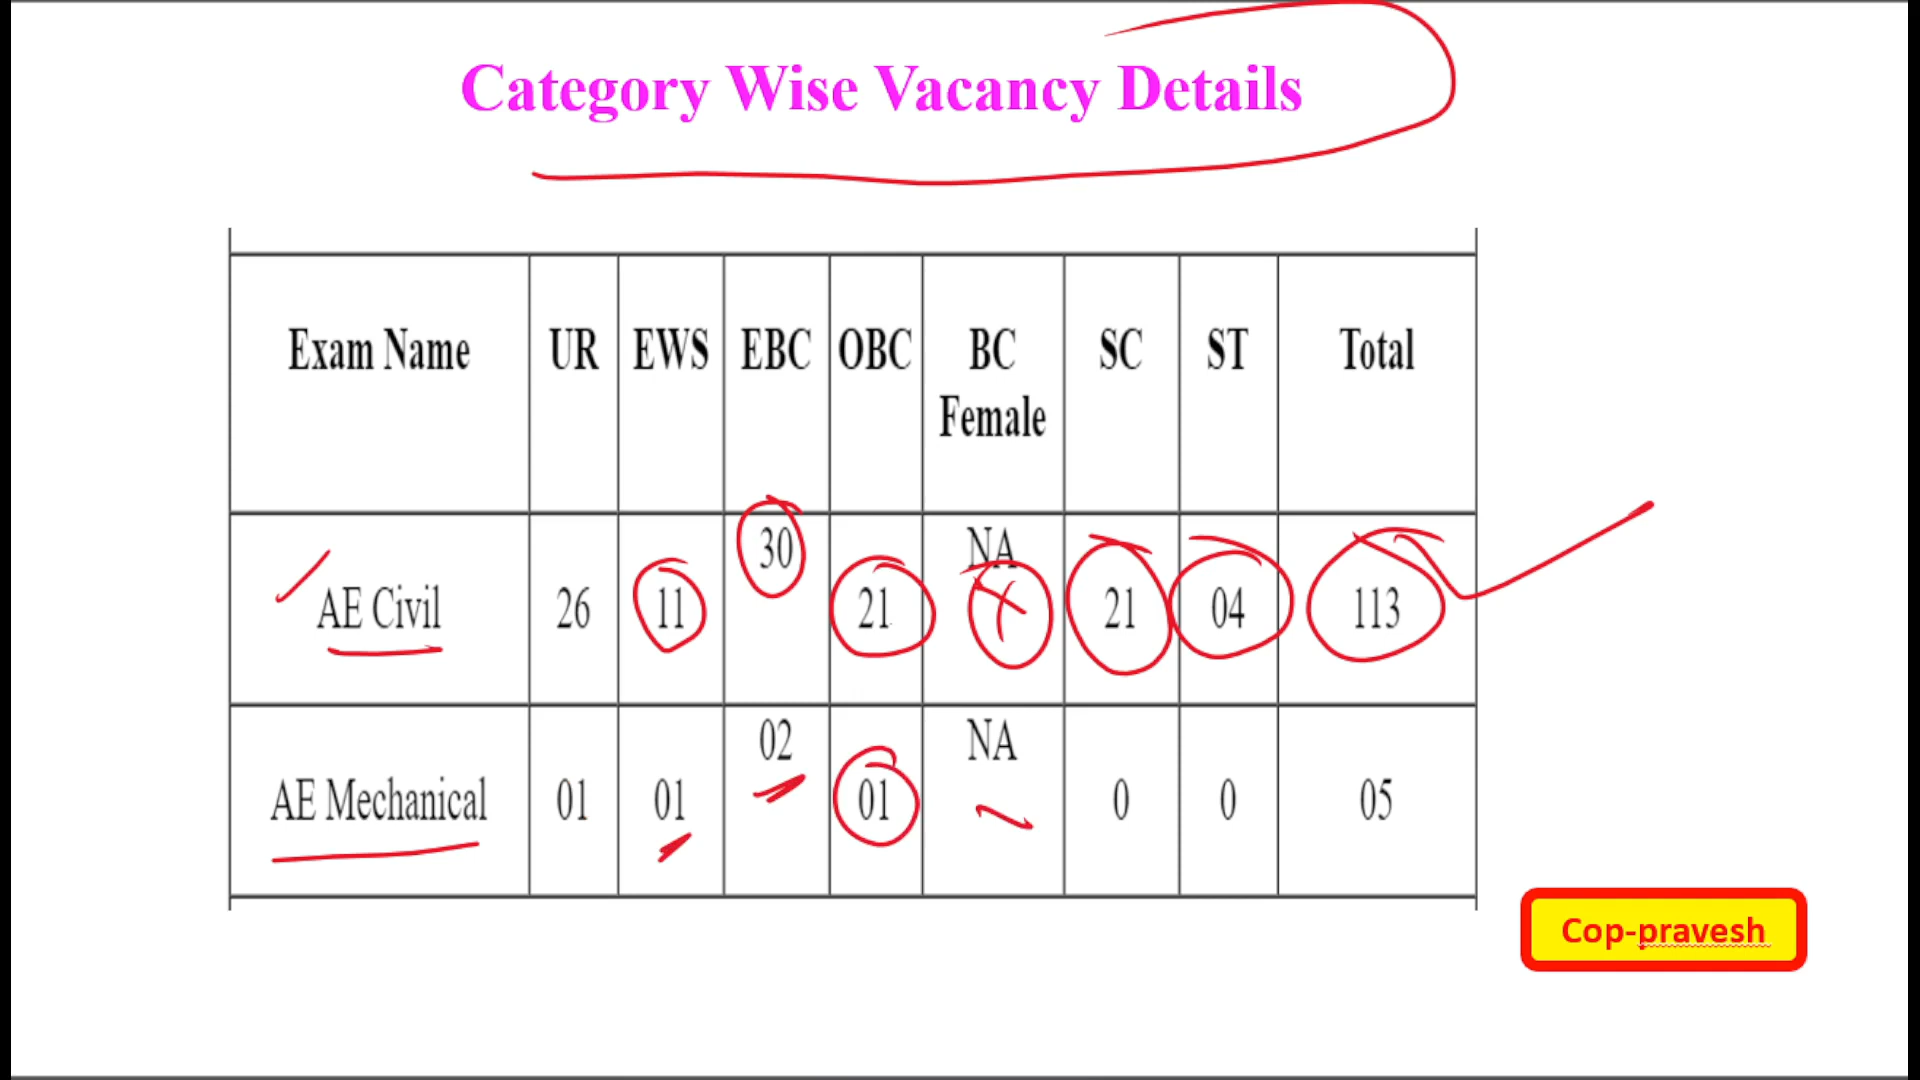 Category Wise Vacancy Details
Exam Name UR EWS EBC OBC BC Female SC ST Total
AE Civil 26 11 30 21 NA 21 04 113
AE Mechanical 01 01 02 01 NA 0 0 05
Cop-pravesh